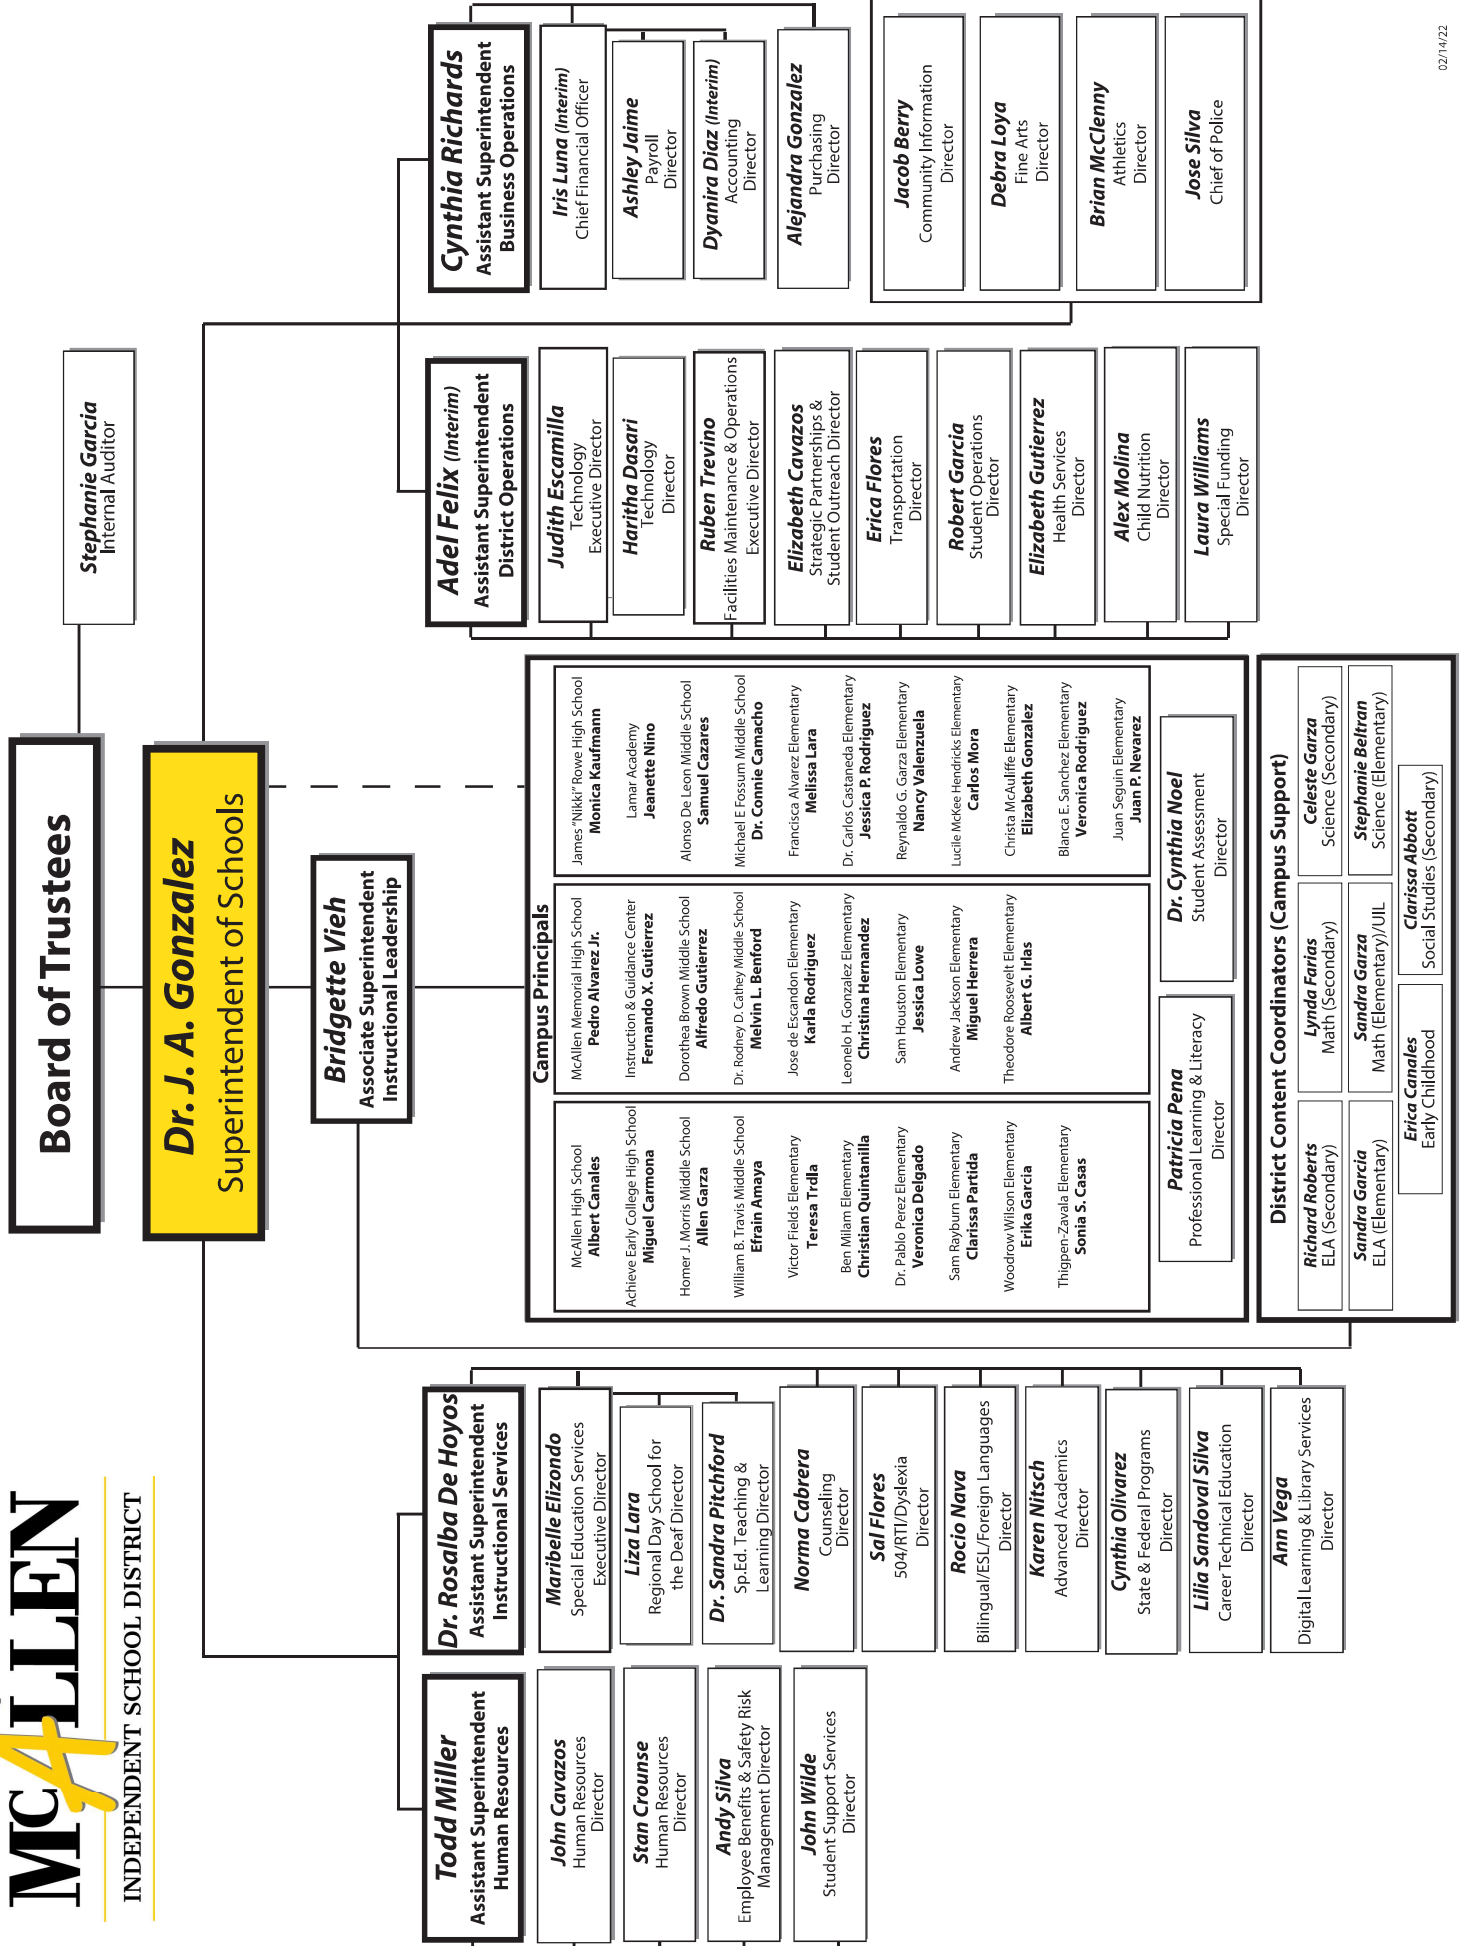 MCALLEN
INDEPENDENT SCHOOL DISTRICT
Board of Trustees
Stephanie Garcia
Internal Auditor
Dr. J. A. Gonzalez
Superintendent of Schools
Bridgette Vieh
Associate Superintendent
Instructional Leadership
Todd Miller
Assistant Superintendent
Human Resources
John Cavazos
Human Resources
Director
Stan Crounse
Human Resources
Director
Andy Silva
Employee Benefits & Safety Risk
Management Director
John Wilde
Student Support Services
Director
Dr. Rosalba De Hoyos
Assistant Superintendent
Instructional Services
Maribelle Elizondo
Special Education Services
Executive Director
Liza Lara
Regional Day School for
the Deaf Director
Dr. Sandra Pitchford
Sp.Ed. Teaching &
Learning Director
Norma Cabrera
Counseling
Director
Sal Flores
504/RTI/Dyslexia
Director
Rocio Nava
Bilingual/ESL/Foreign Languages
Director
Karen Nitsch
Advanced Academics
Director
Cynthia Olivarez
State & Federal Programs
Director
Lilia Sandoval Silva
Career Technical Education
Director
Ann Vega
Digital Learning & Library Services
Director
Campus Principals
McAllen High School
Albert Canales
Achieve Early College High School
Miguel Carmona
Homer J. Morris Middle School
Allen Garza
William B. Travis Middle School
Efrain Amaya
Victor Fields Elementary
Teresa Trdla
Ben Milam Elementary
Christian Quintanilla
Dr. Pablo Perez Elementary
Veronica Delgado
Sam Rayburn Elementary
Clarissa Partida
Woodrow Wilson Elementary
Erika Garcia
Thigpen-Zavala Elementary
Sonia S. Casas
McAllen Memorial High School
Pedro Alvarez Jr.
Instruction & Guidance Center
Fernando X. Gutierrez
Dorothea Brown Middle School
Alfredo Gutierrez
Dr. Rodney D. Cathey Middle School
Melvin L. Benford
Jose de Escandon Elementary
Karla Rodriguez
Leonelo H. Gonzalez Elementary
Christina Hernandez
Sam Houston Elementary
Jessica Lowe
Andrew Jackson Elementary
Miguel Herrera
Theodore Roosevelt Elementary
Albert G. Irlas
James "Nikki" Rowe High School
Monica Kaufmann
Lamar Academy
Jeanette Nino
Alonso De Leon Middle School
Samuel Cazares
Michael E Fossum Middle School
Dr. Connie Camacho
Francisca Alvarez Elementary
Melissa Lara
Dr. Carlos Castaneda Elementary
Jessica P. Rodriguez
Reynaldo G. Garza Elementary
Nancy Valenzuela
Lucile McKee Hendricks Elementary
Carlos Mora
Christa McAuliffe Elementary
Elizabeth Gonzalez
Blanca E. Sanchez Elementary
Veronica Rodriguez
Juan Seguin Elementary
Juan P. Nevarez
Patricia Pena
Professional Learning & Literacy
Director
Dr. Cynthia Noel
Student Assessment
Director
District Content Coordinators (Campus Support)
Richard Roberts
ELA (Secondary)
Lynda Farias
Math (Secondary)
Celeste Garza
Science (Secondary)
Sandra Garcia
ELA (Elementary)
Sandra Garza
Math (Elementary)/UIL
Stephanie Beltran
Science (Elementary)
Erica Canales
Early Childhood
Clarissa Abbott
Social Studies (Secondary)
Adel Felix (Interim)
Assistant Superintendent
District Operations
Judith Escamilla
Technology
Executive Director
Haritha Dasari
Technology
Director
Ruben Trevino
Facilities Maintenance & Operations
Executive Director
Elizabeth Cavazos
Strategic Partnerships &
Student Outreach Director
Erica Flores
Transportation
Director
Robert Garcia
Student Operations
Director
Elizabeth Gutierrez
Health Services
Director
Alex Molina
Child Nutrition
Director
Laura Williams
Special Funding
Director
Cynthia Richards
Assistant Superintendent
Business Operations
Iris Luna (Interim)
Chief Financial Officer
Ashley Jaime
Payroll
Director
Dyanira Diaz (Interim)
Accounting
Director
Alejandra Gonzalez
Purchasing
Director
Jacob Berry
Community Information
Director
Debra Loya
Fine Arts
Director
Brian McClenny
Athletics
Director
Jose Silva
Chief of Police
02/14/22